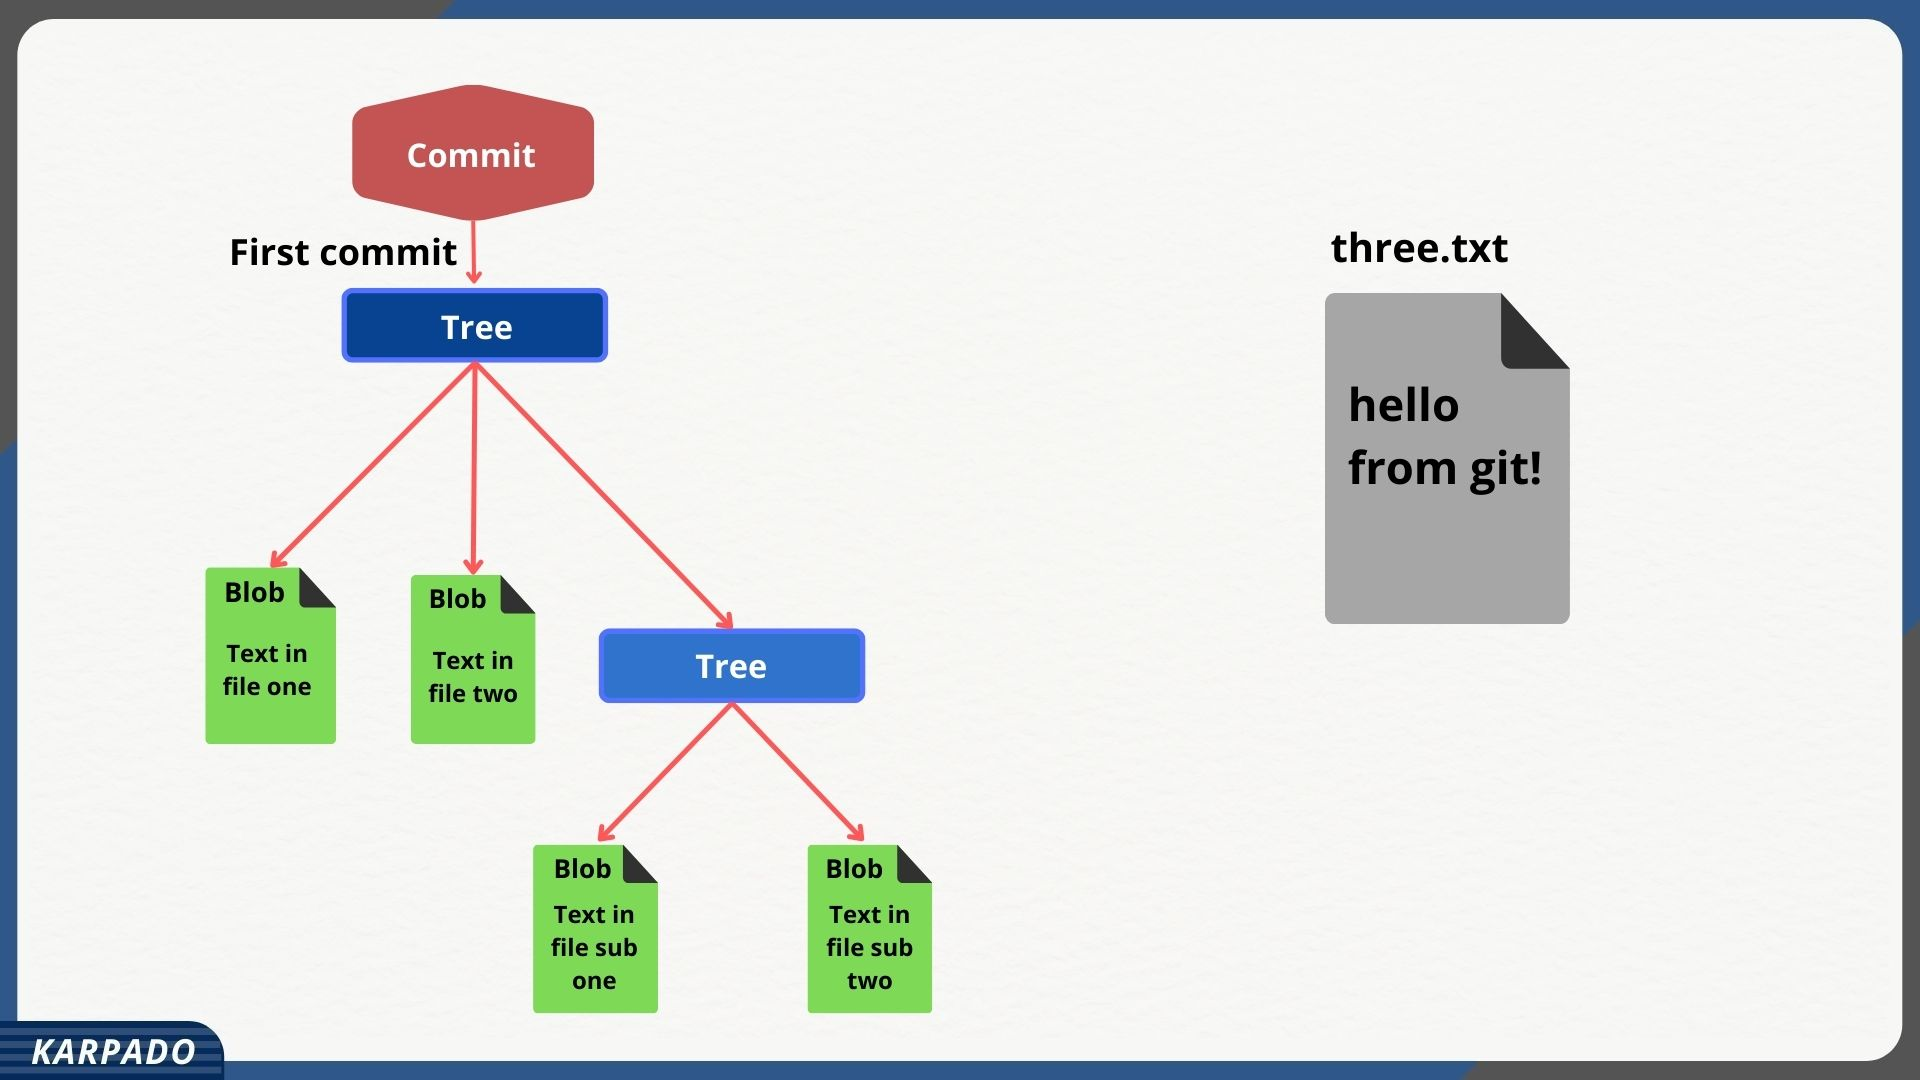 Commit
First commit
Tree
three.txt
hello
from git!
Blob
Text in
file one
Blob
Text in
file two
Tree
Blob
Text in
file sub
one
Blob
Text in
file sub
two
KARPADO